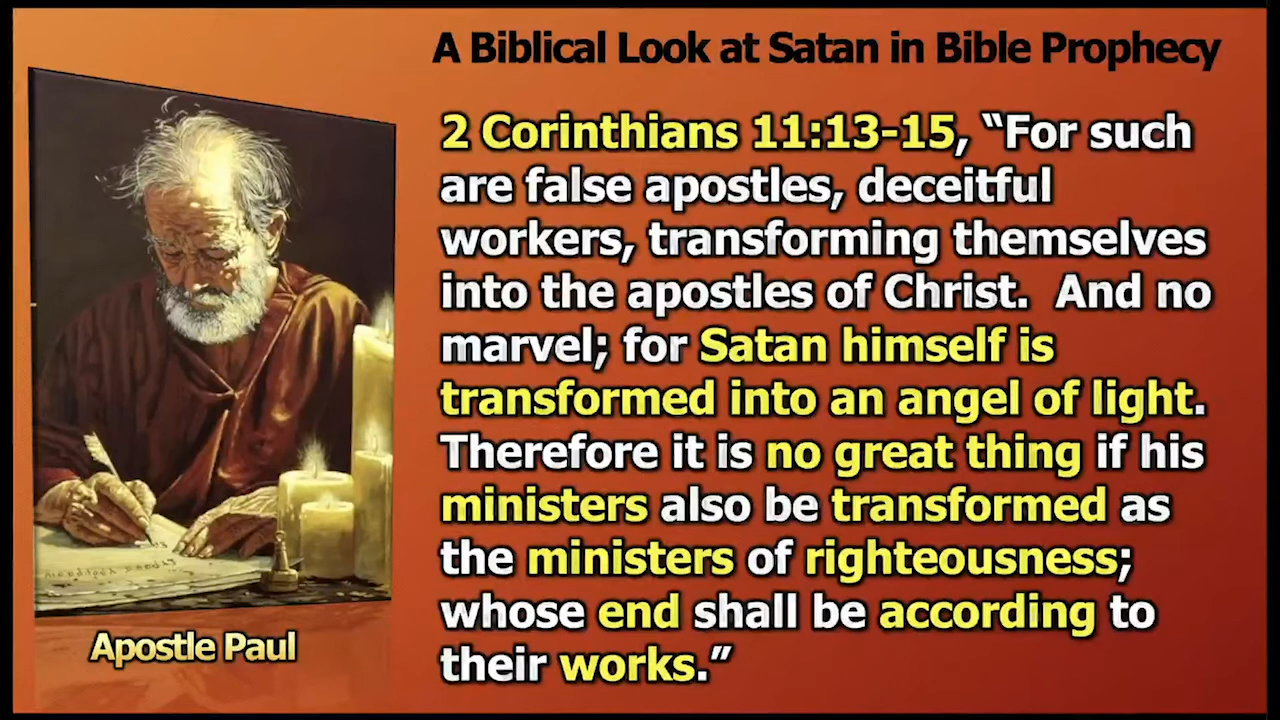 A Biblical Look at Satan in Bible Prophecy
2 Corinthians 11:13-15, “For such
are false apostles, deceitful
workers, transforming themselves
into the apostles of Christ.  And no
marvel; for Satan himself is
transformed into an angel of light.
Therefore it is no great thing if his
ministers also be transformed as
the ministers of righteousness;
whose end shall be according to
their works.”
Apostle Paul